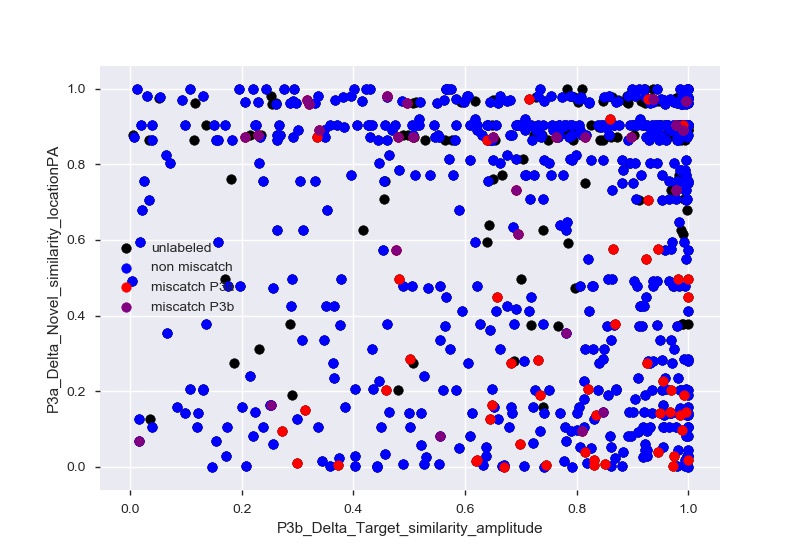 1.0
0.8
0.6
0.4
0.2
0.0
P3a_Delta_Novel_similarity_locationPA
unlabeled
non miscatch
miscatch P3a
miscatch P3b
0.0 0.2 0.4 0.6 0.8 1.0
P3b_Delta_Target_similarity_amplitude